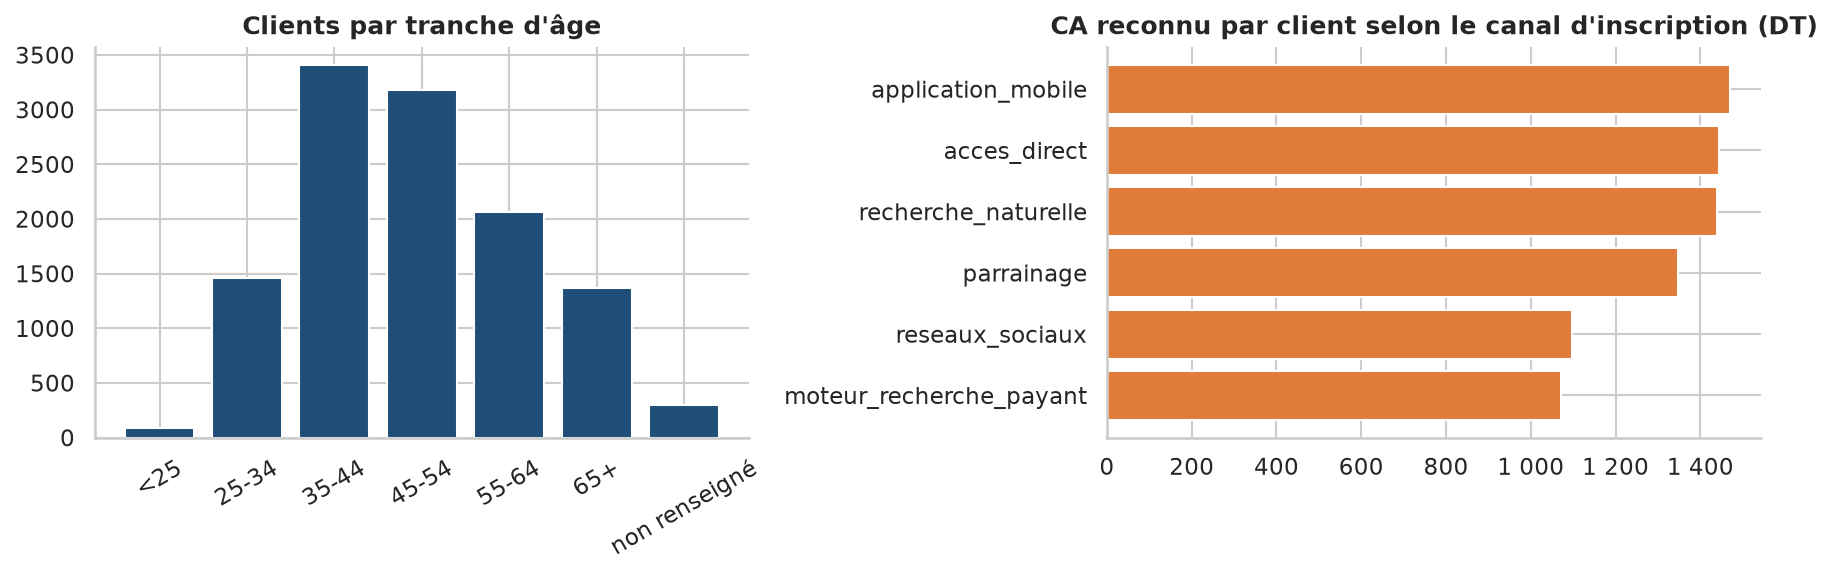 Clients par tranche d'âge
3500
3000
2500
2000
1500
1000
500
0
<25
25-34
35-44
45-54
55-64
65+
non renseigné
CA reconnu par client selon le canal d'inscription (DT)
application_mobile
acces_direct
recherche_naturelle
parrainage
reseaux_sociaux
moteur_recherche_payant
0 200 400 600 800 1 000 1 200 1 400